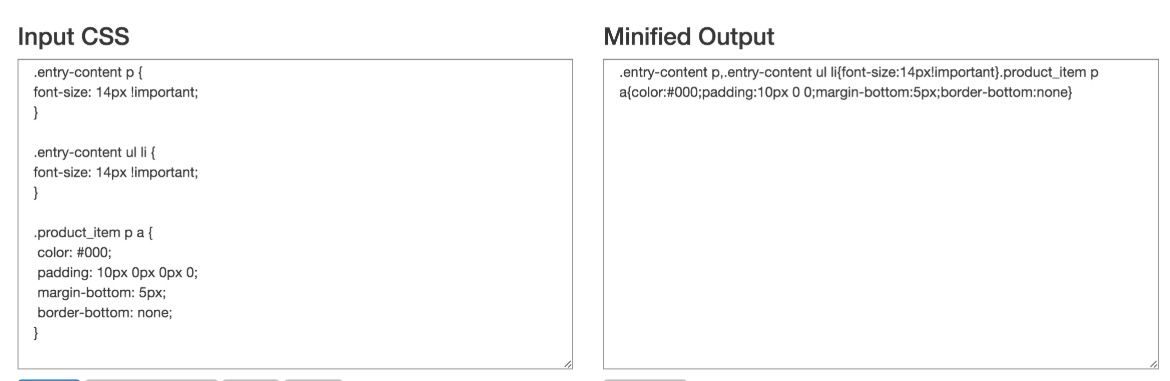 Input CSS
.entry-content p {
font-size: 14px !important;
}
.entry-content ul li {
font-size: 14px !important;
}
.product_item p a {
color: #000;
padding: 10px 0px 0px 0;
margin-bottom: 5px;
border-bottom: none;
}
Minified Output
.entry-content p,.entry-content ul li{font-size:14px!important}.product_item p
a{color:#000;padding:10px 0 0;margin-bottom:5px;border-bottom:none}